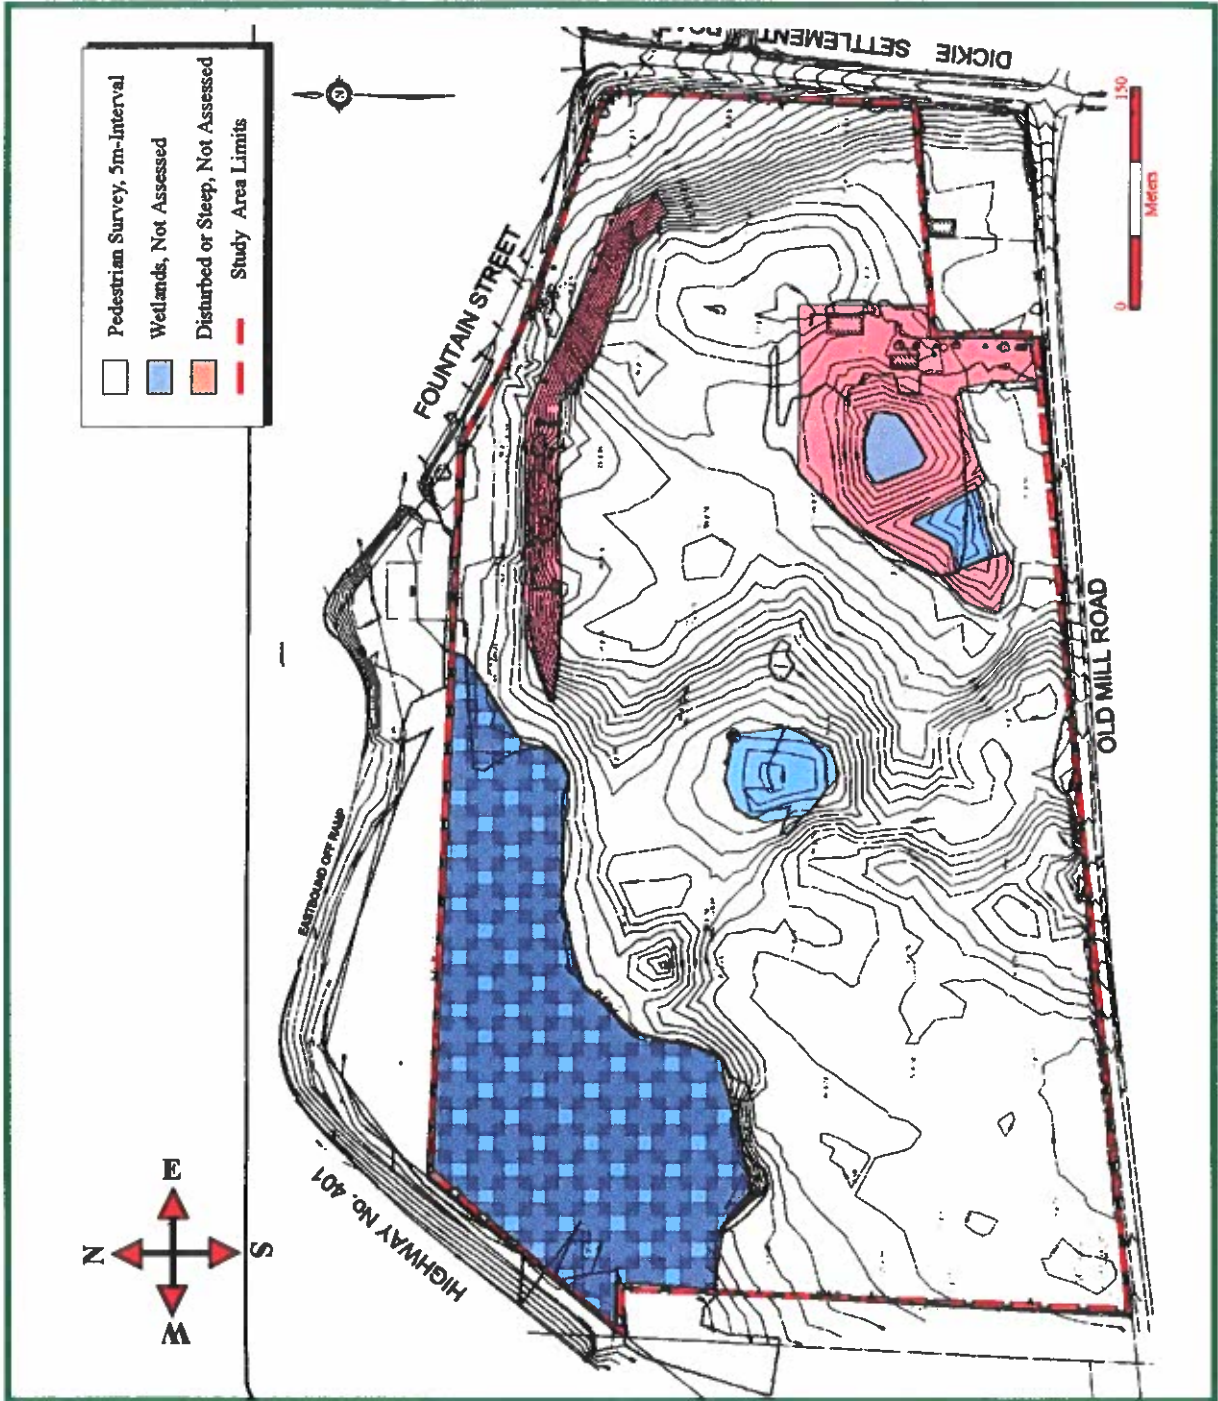 Pedestrian Survey, 5m-Interval
Wetlands, Not Assessed
Disturbed or Steep, Not Assessed
Study Area Limits
N
DICKIE SETTLEMENT ROAD
FOUNTAIN STREET
0
150
Meters
OLD MILL ROAD
EASTBOUND OFF RAMP
HIGHWAY No. 401
N
E
S
W